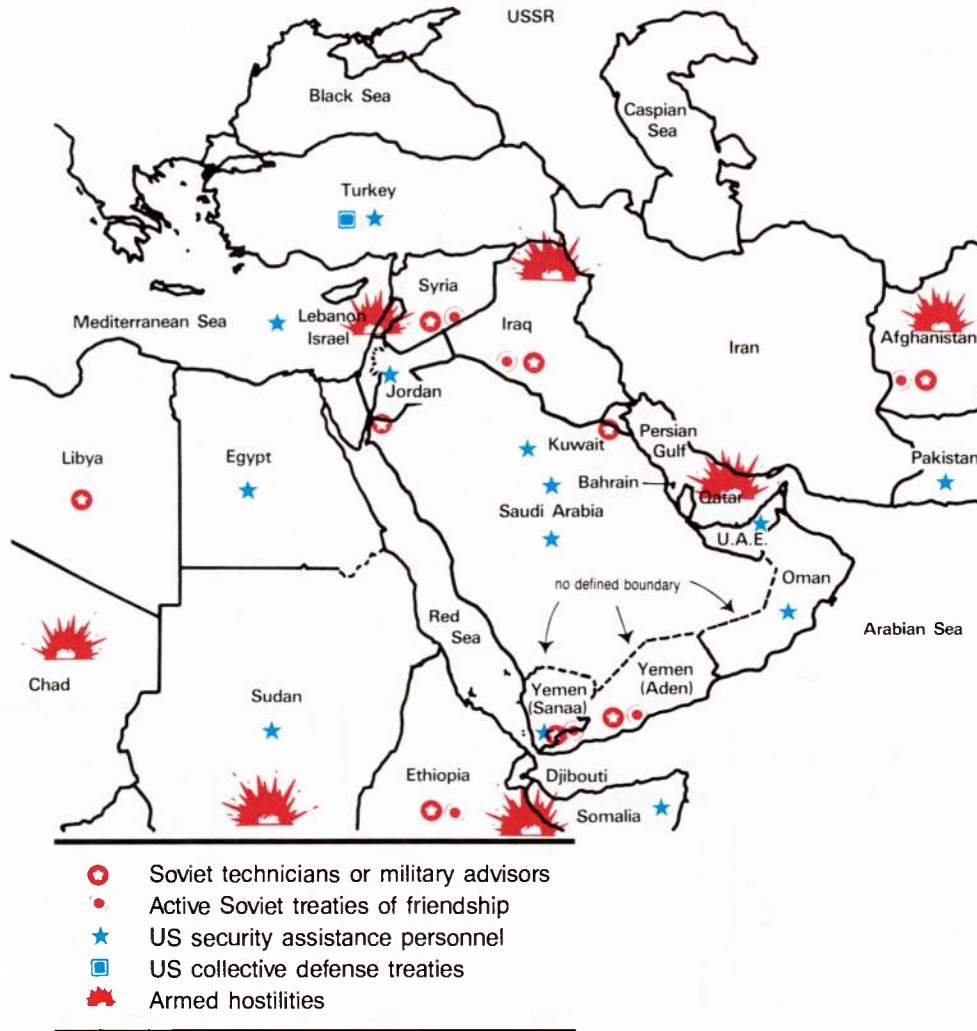 USSR
Black Sea
Caspian
Sea
Turkey
Syria
Mediterranean Sea
Lebanon
Israel
Iraq
Iran
Afghanistan
Jordan
Kuwait
Persian
Gulf
Libya
Egypt
Pakistan
Bahrain
Qatar
Saudi Arabia
U.A.E.
no defined boundary
Oman
Red
Sea
Arabian Sea
Chad
Sudan
Yemen
(Sanaa)
Yemen
(Aden)
Ethiopia
Djibouti
Somalia
Soviet technicians or military advisors
Active Soviet treaties of friendship
US security assistance personnel
US collective defense treaties
Armed hostilities